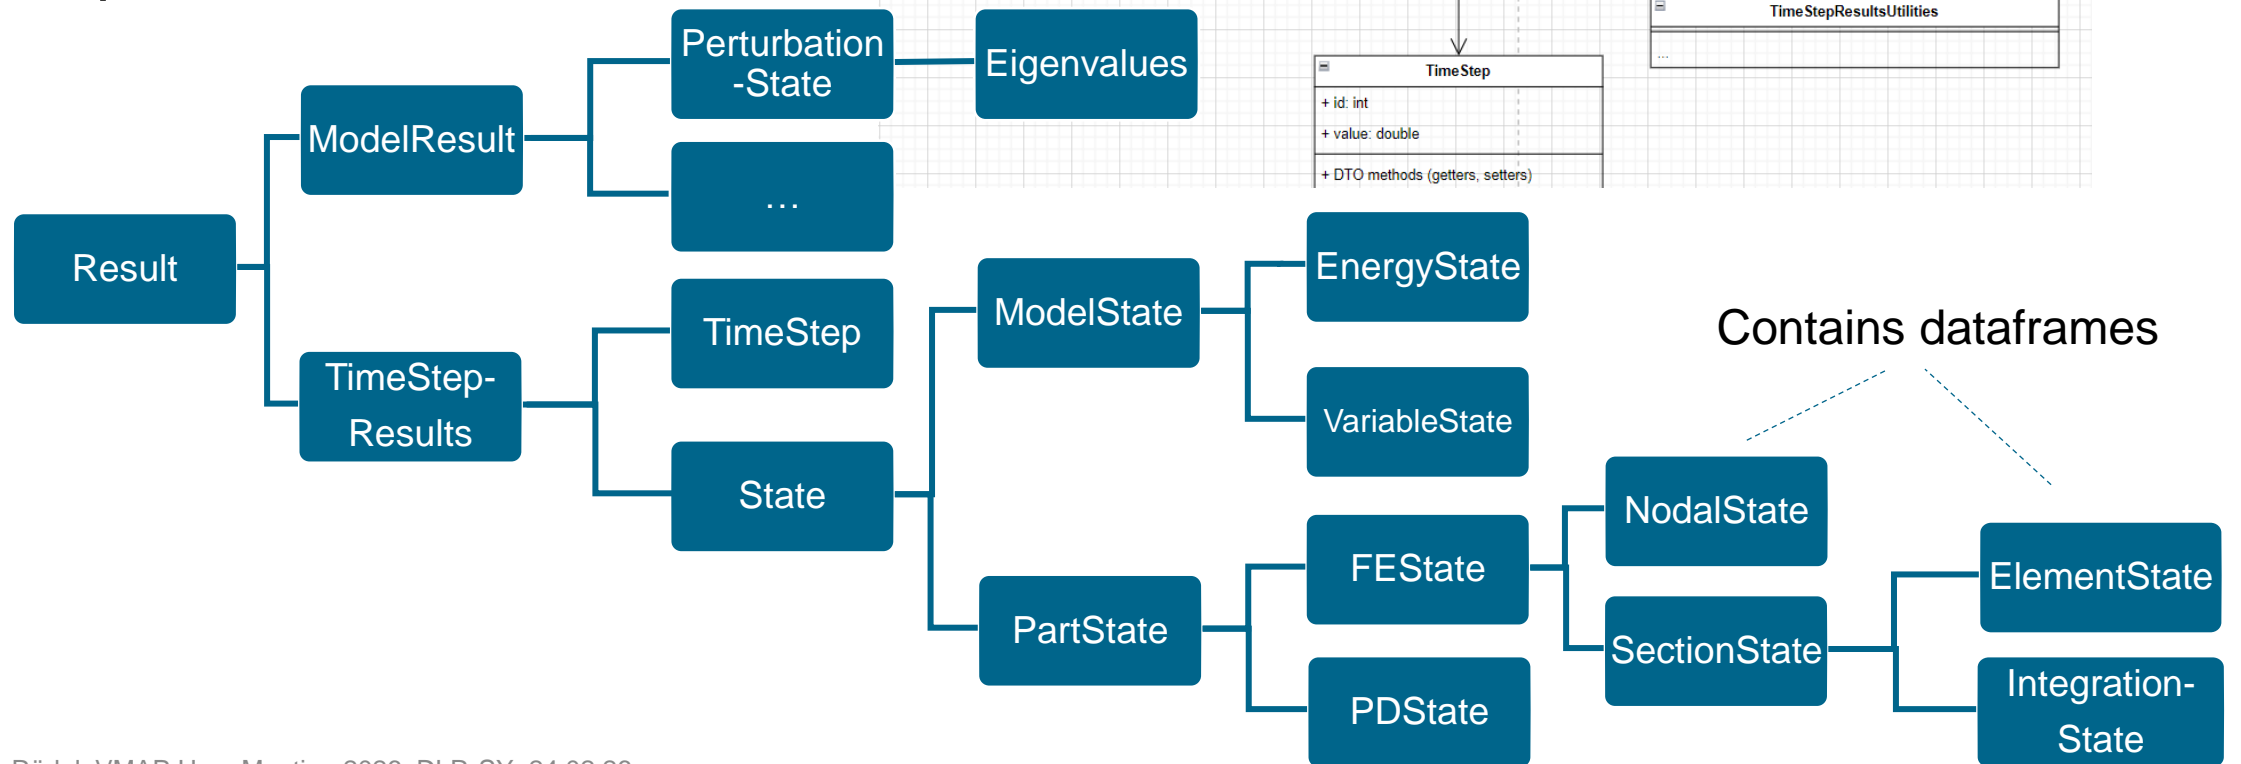 Perturbation
-State
Eigenvalues
TimeStepResultsUtilities
...
TimeStep
+ id: int
+ value: double
+ DTO methods (getters, setters)
ModelResult
...
Result
TimeStep
ModelState
EnergyState
Contains dataframes
TimeStep-
Results
VariableState
State
NodalState
FEState
ElementState
PartState
SectionState
PDState
Integration-
State